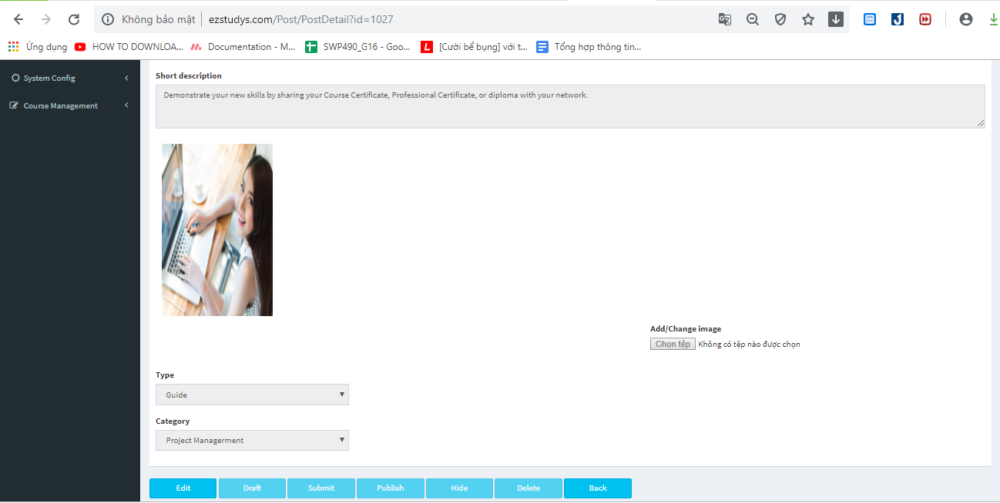 Không bảo mật
ezstudys.com/Post/PostDetail?id=1027
Ứng dụng HOW TO DOWNLOA... Documentation - M... SWP490_G16 - Goo... [Cười bể bụng] với t... Tổng hợp thông tin...
System Config
Course Management
Short description
Demonstrate your new skills by sharing your Course Certificate, Professional Certificate, or diploma with your network.
Add/Change image
Chọn tệp Không có tệp nào được chọn
Type
Guide
Category
Project Managerment
Edit Draft Submit Publish Hide Delete Back